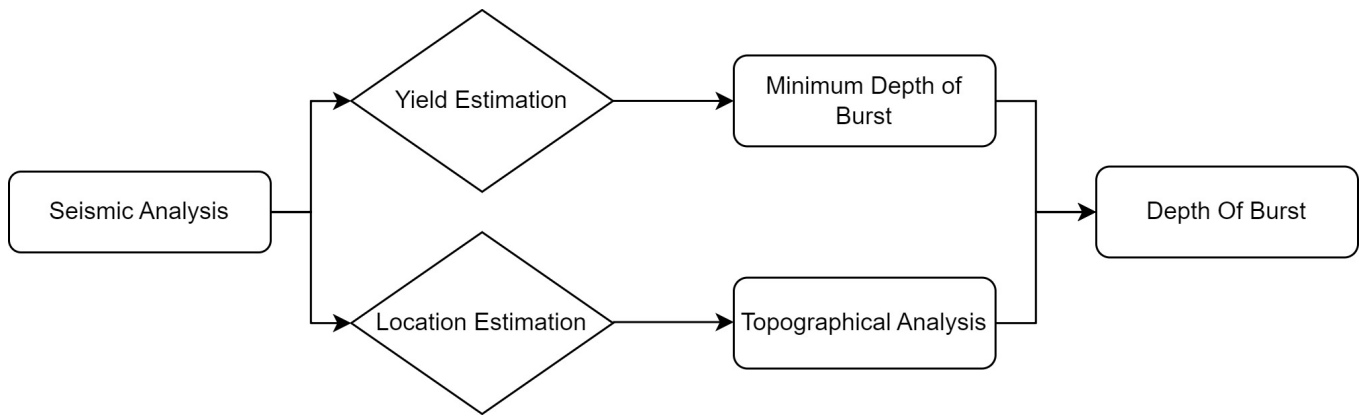 Yield Estimation
Minimum Depth of
Burst
Seismic Analysis
Depth Of Burst
Location Estimation
Topographical Analysis